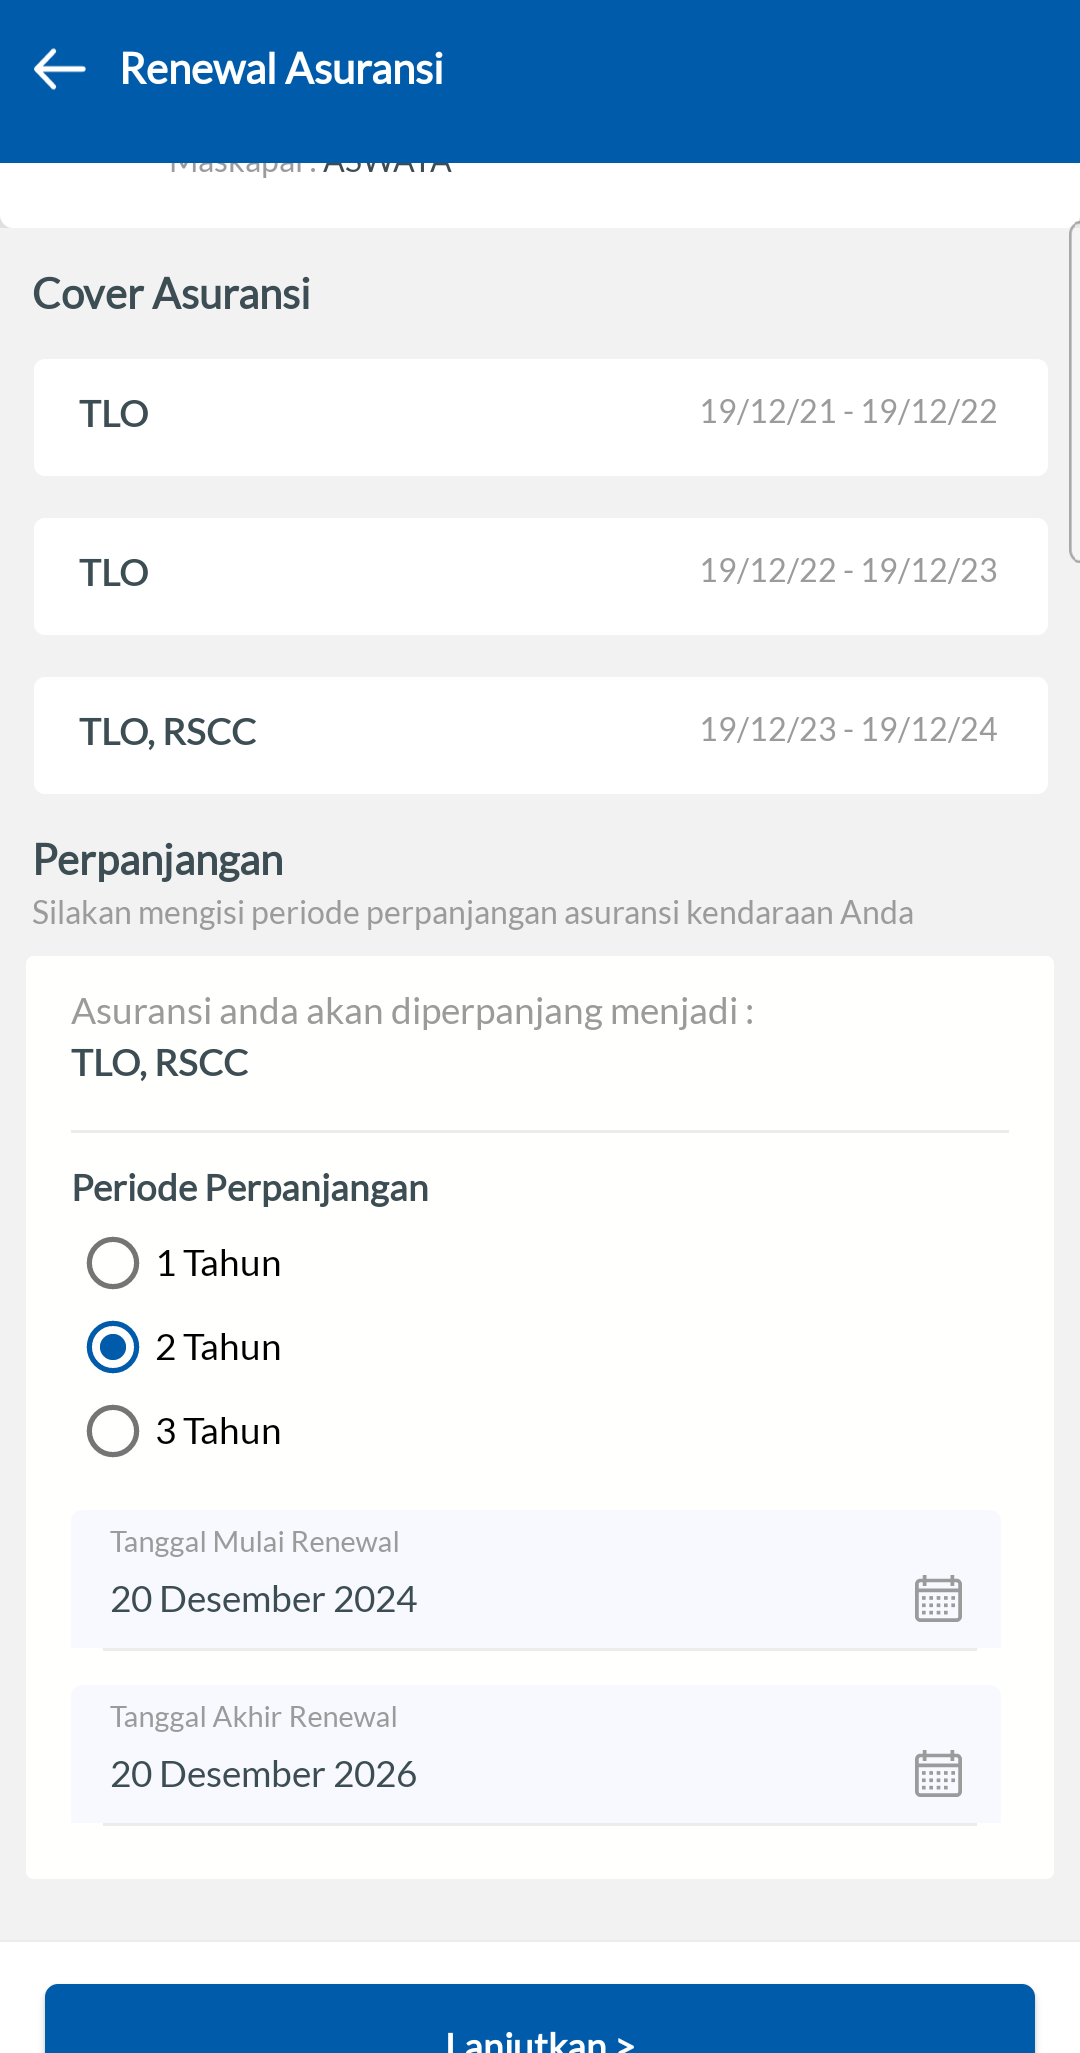 Renewal Asuransi
Maskapai : ASWATA
Cover Asuransi
TLO 19/12/21 - 19/12/22
TLO 19/12/22 - 19/12/23
TLO, RSCC 19/12/23 - 19/12/24
Perpanjangan
Silakan mengisi periode perpanjangan asuransi kendaraan Anda
Asuransi anda akan diperpanjang menjadi :
TLO, RSCC
Periode Perpanjangan
1 Tahun
2 Tahun
3 Tahun
Tanggal Mulai Renewal
20 Desember 2024
Tanggal Akhir Renewal
20 Desember 2026
Lanjutkan >